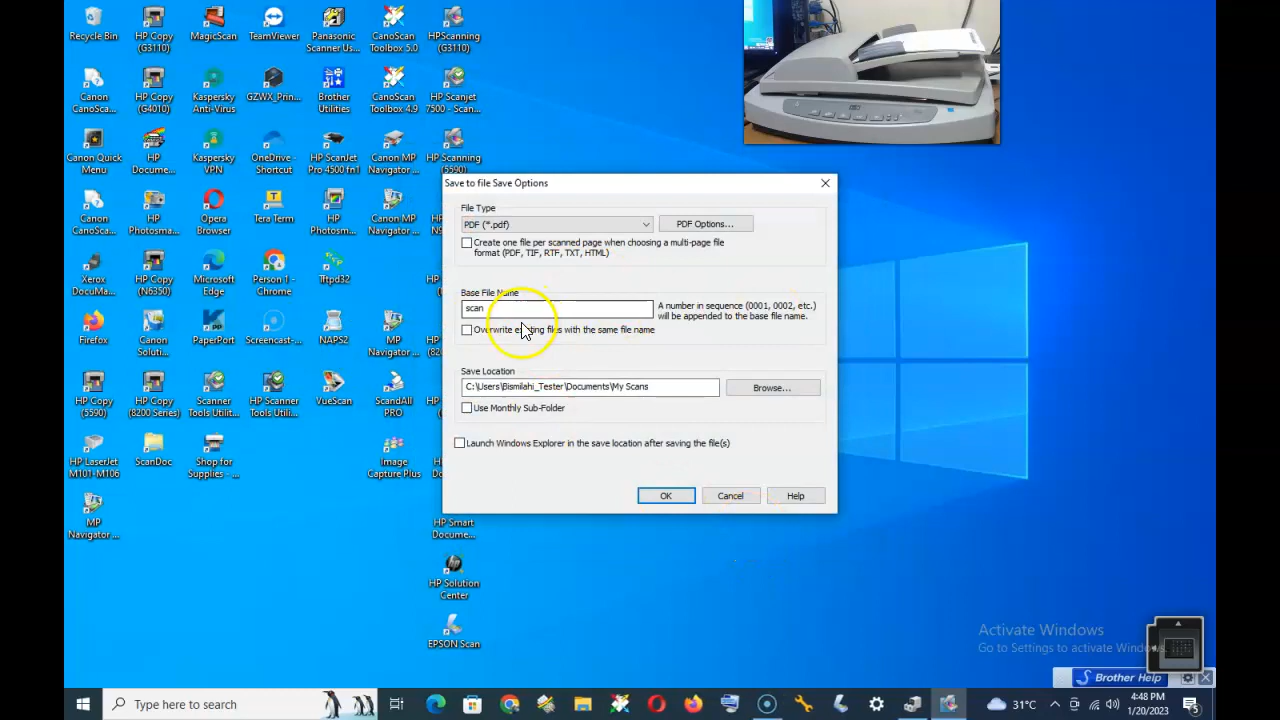 Recycle Bin
HP Copy
(G3110)
MagicScan
TeamViewer
Panasonic
Scanner Us...
CanoScan
Toolbox 5.0
HPScanning
(G3110)
Canon
CanoSca...
HP Copy
(G4010)
Kaspersky
Anti-Virus
GZWX_Prin...
Brother
Utilities
CanoScan
Toolbox 4.9
HP Scanjet
7500 - Scan...
Canon Quick
Menu
HP
Docume...
Kaspersky
VPN
OneDrive -
Shortcut
HP ScanJet
Pro 4500 fn1
Canon MP
Navigator...
HP Scanning
(5590)
Canon
CanoSca...
HP
Photosma...
Opera
Browser
Tera Term
HP
Photosm...
Canon MP
Navigator...
Xerox
DocuMa...
HP Copy
(N6350)
Microsoft
Edge
Person 1 -
Chrome
Tftpd32
Firefox
Canon
Soluti...
PaperPort
Screencast-...
NAPS2
MP
Navigator...
HP Copy
(5590)
HP Copy
(8200 Series)
Scanner
Tools Utilit...
HP Scanner
Tools Utilit...
VueScan
ScandAll
PRO
HP LaserJet
M101-M106
ScanDoc
Shop for
Supplies - ...
Image
Capture Plus
MP
Navigator ...
HP Smart
Docume...
HP Solution
Center
EPSON Scan
Save to file Save Options
File Type
PDF (*.pdf)
PDF Options...
Create one file per scanned page when choosing a multi-page file
format (PDF, TIF, RTF, TXT, HTML)
Base File Name
scan
A number in sequence (0001, 0002, etc.)
will be appended to the base file name.
Overwrite existing files with the same file name
Save Location
C:\Users\Bismilahi_Tester\Documents\My Scans
Browse...
Use Monthly Sub-Folder
Launch Windows Explorer in the save location after saving the file(s)
OK
Cancel
Help
Activate Windows
Go to Settings to activate Windows.
Brother Help
Type here to search
31°C
4:48 PM
1/20/2023
5